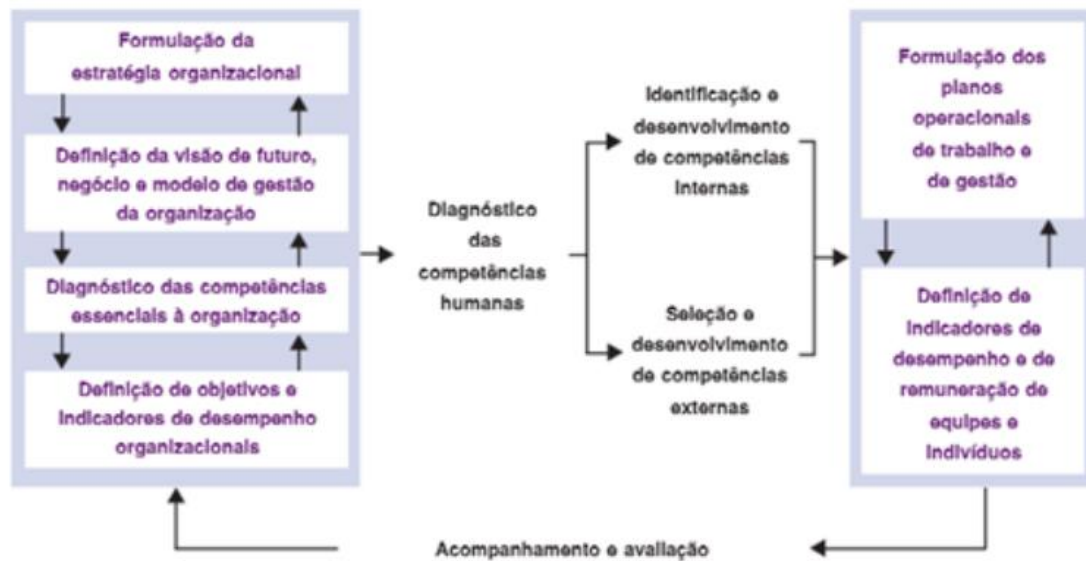 Formulação da
estratégia organizacional
Definição da visão de futuro,
negócio e modelo de gestão
da organização
Diagnóstico das competências
essenciais à organização
Definição de objetivos e
indicadores de desempenho
organizacionais
Diagnóstico
das
competências
humanas
Identificação e
desenvolvimento
de competências
internas
Seleção e
desenvolvimento
de competências
externas
Formulação dos
planos
operacionais
de trabalho e
de gestão
Definição de
indicadores de
desempenho e de
remuneração de
equipes e
indivíduos
Acompanhamento e avaliação